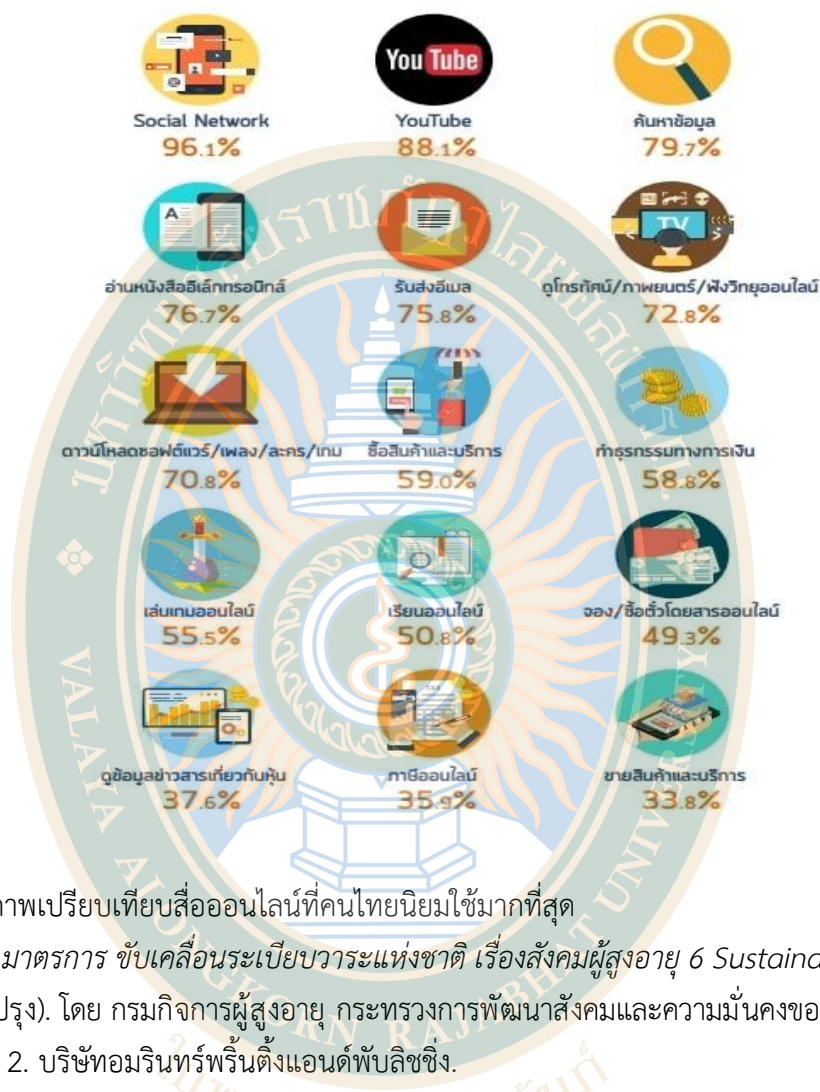 You Tube
Social Network YouTube ค้นหาข้อมูล
96.1% 88.1% 79.7%
A TV
อ่านหนังสืออิเล็กทรอนิกส์ รับส่งอีเมล ดูโทรทัศน์/ภาพยนตร์/ฟังวิทยุออนไลน์
76.7% 75.8% 72.8%
ดาวน์โหลดซอฟต์แวร์/เพลง/ละคร/เกม ซื้อสินค้าและบริการ ทำธุรกรรมทางการเงิน
70.8% 59.0% 58.8%
เล่นเกมออนไลน์ เรียนออนไลน์ จอง/ซื้อตั๋วโดยสารออนไลน์
55.5% 50.8% 49.3%
ดูข้อมูลข่าวสารเกี่ยวกับหุ้น ภาษีออนไลน์ ขายสินค้าและบริการ
37.6% 35.9% 33.8%
าพเปรียบเทียบสื่อออนไลน์ที่คนไทยนิยมใช้มากที่สุด
มาตรการ ขับเคลื่อนระเบียบวาระแห่งชาติ เรื่องสังคมผู้สูงอายุ 6 Sustaina
ปรุง). โดย กรมกิจการผู้สูงอายุ กระทรวงการพัฒนาสังคมและความมั่นคงขอ
2. บริษัทอมรินทร์พริ้นติ้งแอนด์พับลิชชิ่ง.
VALAYA ALONGKORN RAJABHAT UNIVERSITY